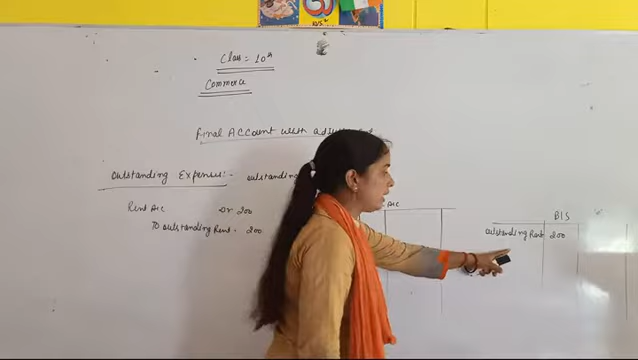 Class = 10th
Commerce
Final Account with
Outstanding Expenses :- outstanding
Rent A/c Dr 200
To outstanding Rent - 200
A/c
B/S
outstanding Rent 200